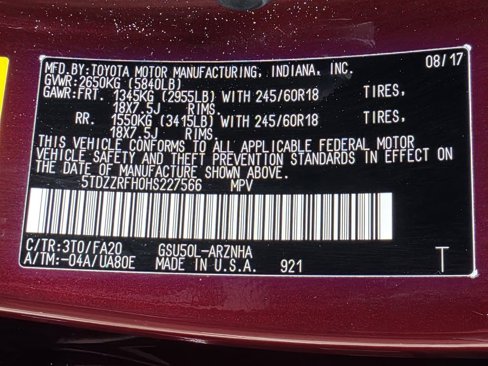 MFD.BY:TOYOTA MOTOR MANUFACTURING, INDIANA, INC. 08/17
GVWR:2650KG (5840LB)
GAWR:FRT. 1345KG (2955LB) WITH 245/60R18 TIRES,
18X7.5J RIMS,
RR. 1550KG (3415LB) WITH 245/60R18 TIRES,
18X7.5J RIMS,
THIS VEHICLE CONFORMS TO ALL APPLICABLE FEDERAL MOTOR
VEHICLE SAFETY AND THEFT PREVENTION STANDARDS IN EFFECT ON
THE DATE OF MANUFACTURE SHOWN ABOVE.
5TDZZRFH0HS227566 MPV
C/TR:3T0/FA20 GSU50L-ARZNHA
A/TM:-04A/UA80E MADE IN U.S.A. 921 T